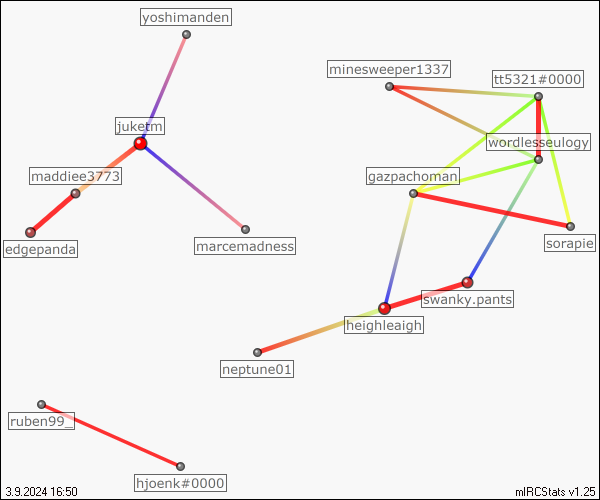 yoshimanden
minesweeper1337
tt5321#0000
juketm
wordlesseulogy
maddiee3773
gazpachoman
edgepanda
marcemadness
sorapie
swanky.pants
heighleaigh
neptune01
ruben99_
hjoenk#0000
3.9.2024 16:50
mIRCStats v1.25